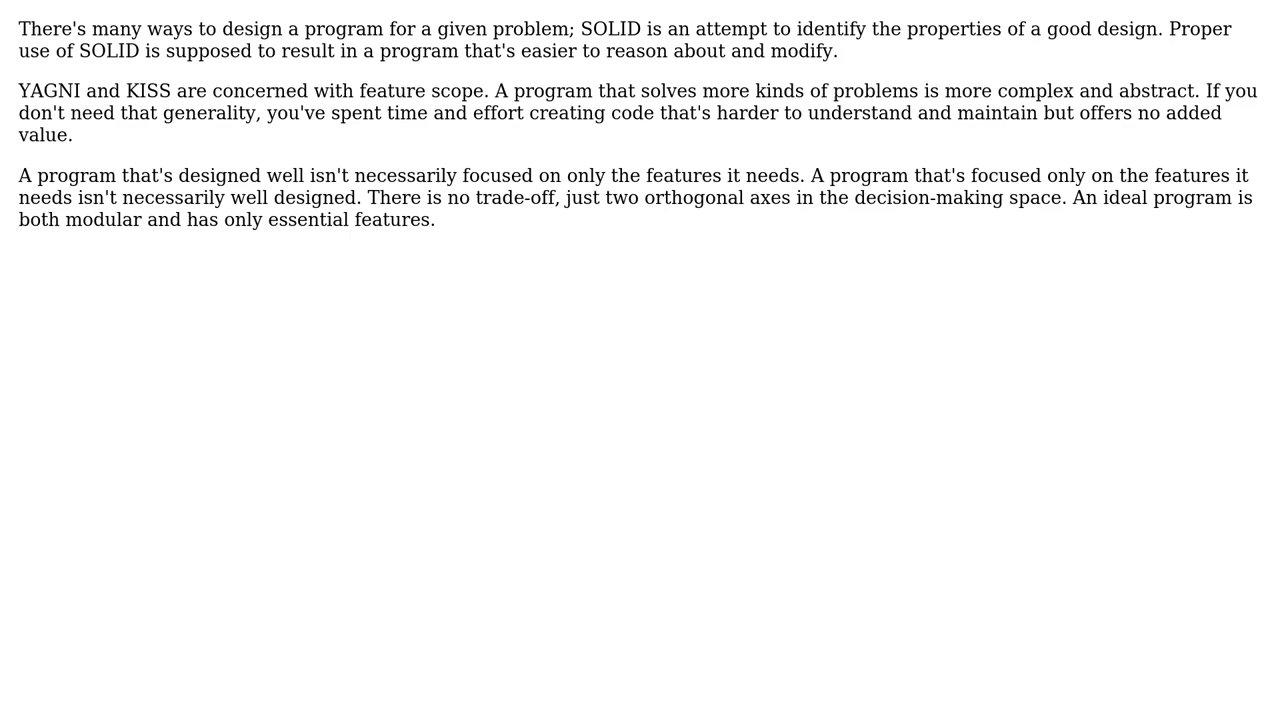 There's many ways to design a program for a given problem; SOLID is an attempt to identify the properties of a good design. Proper
use of SOLID is supposed to result in a program that's easier to reason about and modify.
YAGNI and KISS are concerned with feature scope. A program that solves more kinds of problems is more complex and abstract. If you
don't need that generality, you've spent time and effort creating code that's harder to understand and maintain but offers no added
value.
A program that's designed well isn't necessarily focused on only the features it needs. A program that's focused only on the features it
needs isn't necessarily well designed. There is no trade-off, just two orthogonal axes in the decision-making space. An ideal program is
both modular and has only essential features.